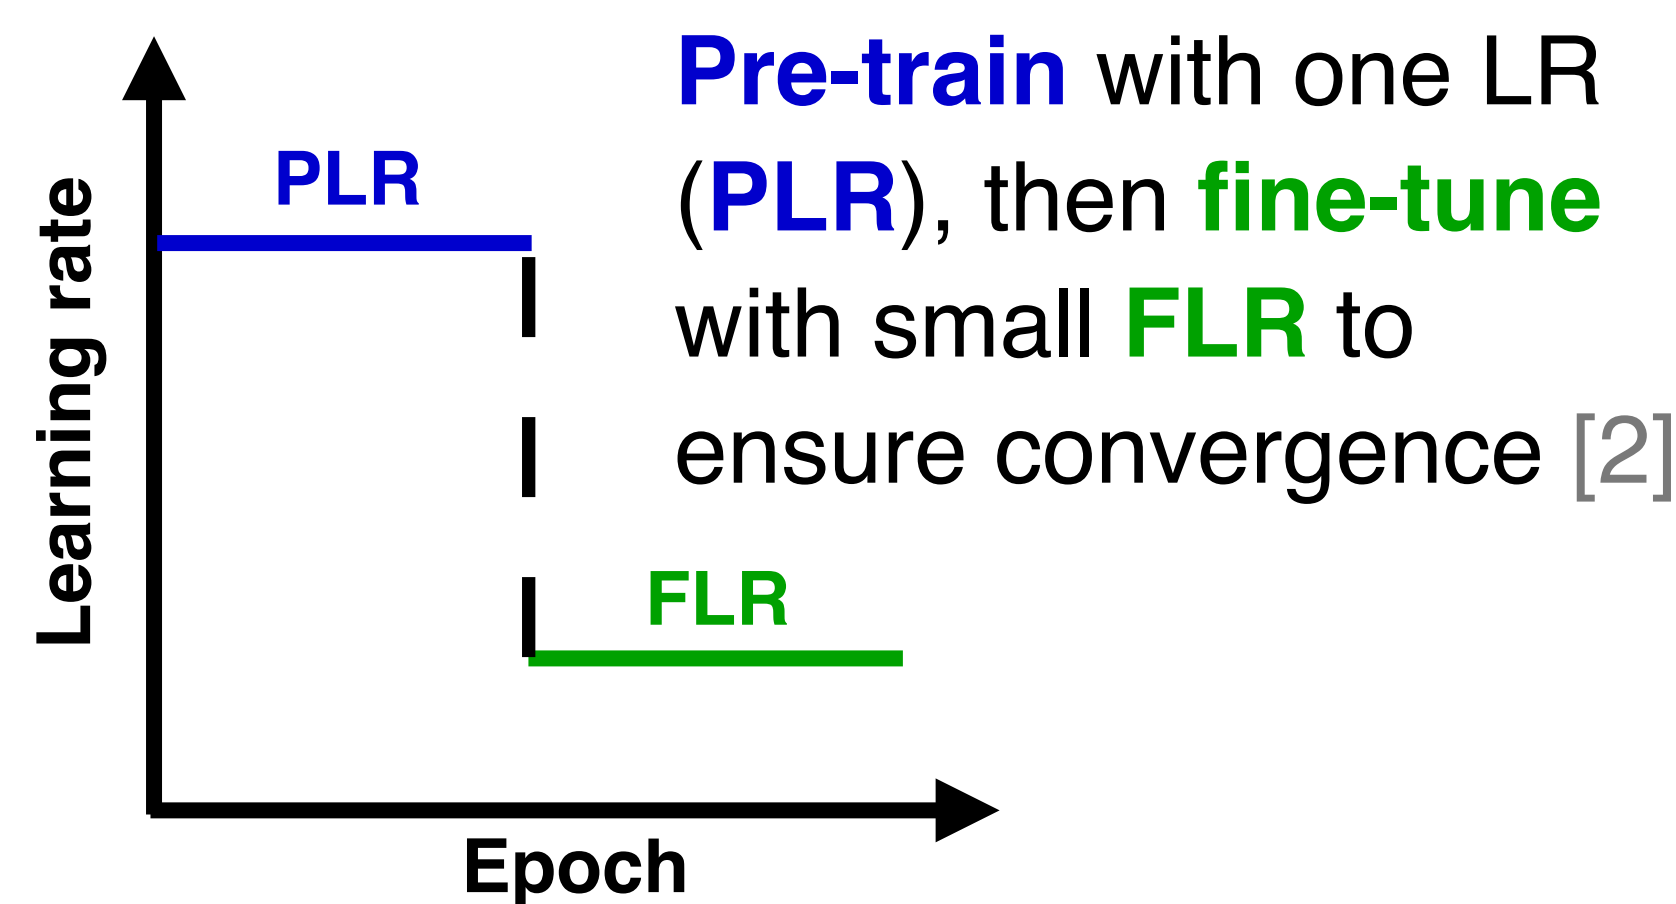 Pre-train with one LR
(PLR), then fine-tune
with small FLR to
ensure convergence [2]
PLR
FLR
Learning rate
Epoch